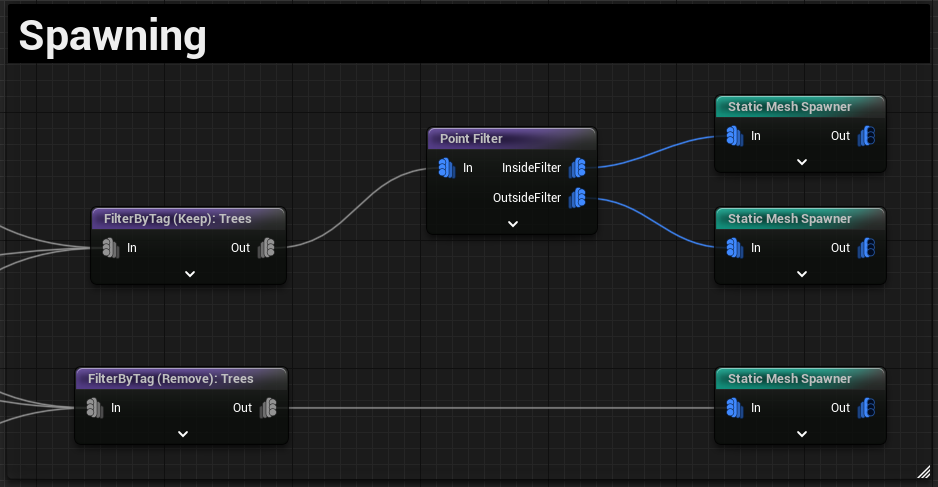 Spawning
Static Mesh Spawner
In Out
Point Filter
In InsideFilter
OutsideFilter
FilterByTag (Keep): Trees
In Out
Static Mesh Spawner
In Out
FilterByTag (Remove): Trees
In Out
Static Mesh Spawner
In Out